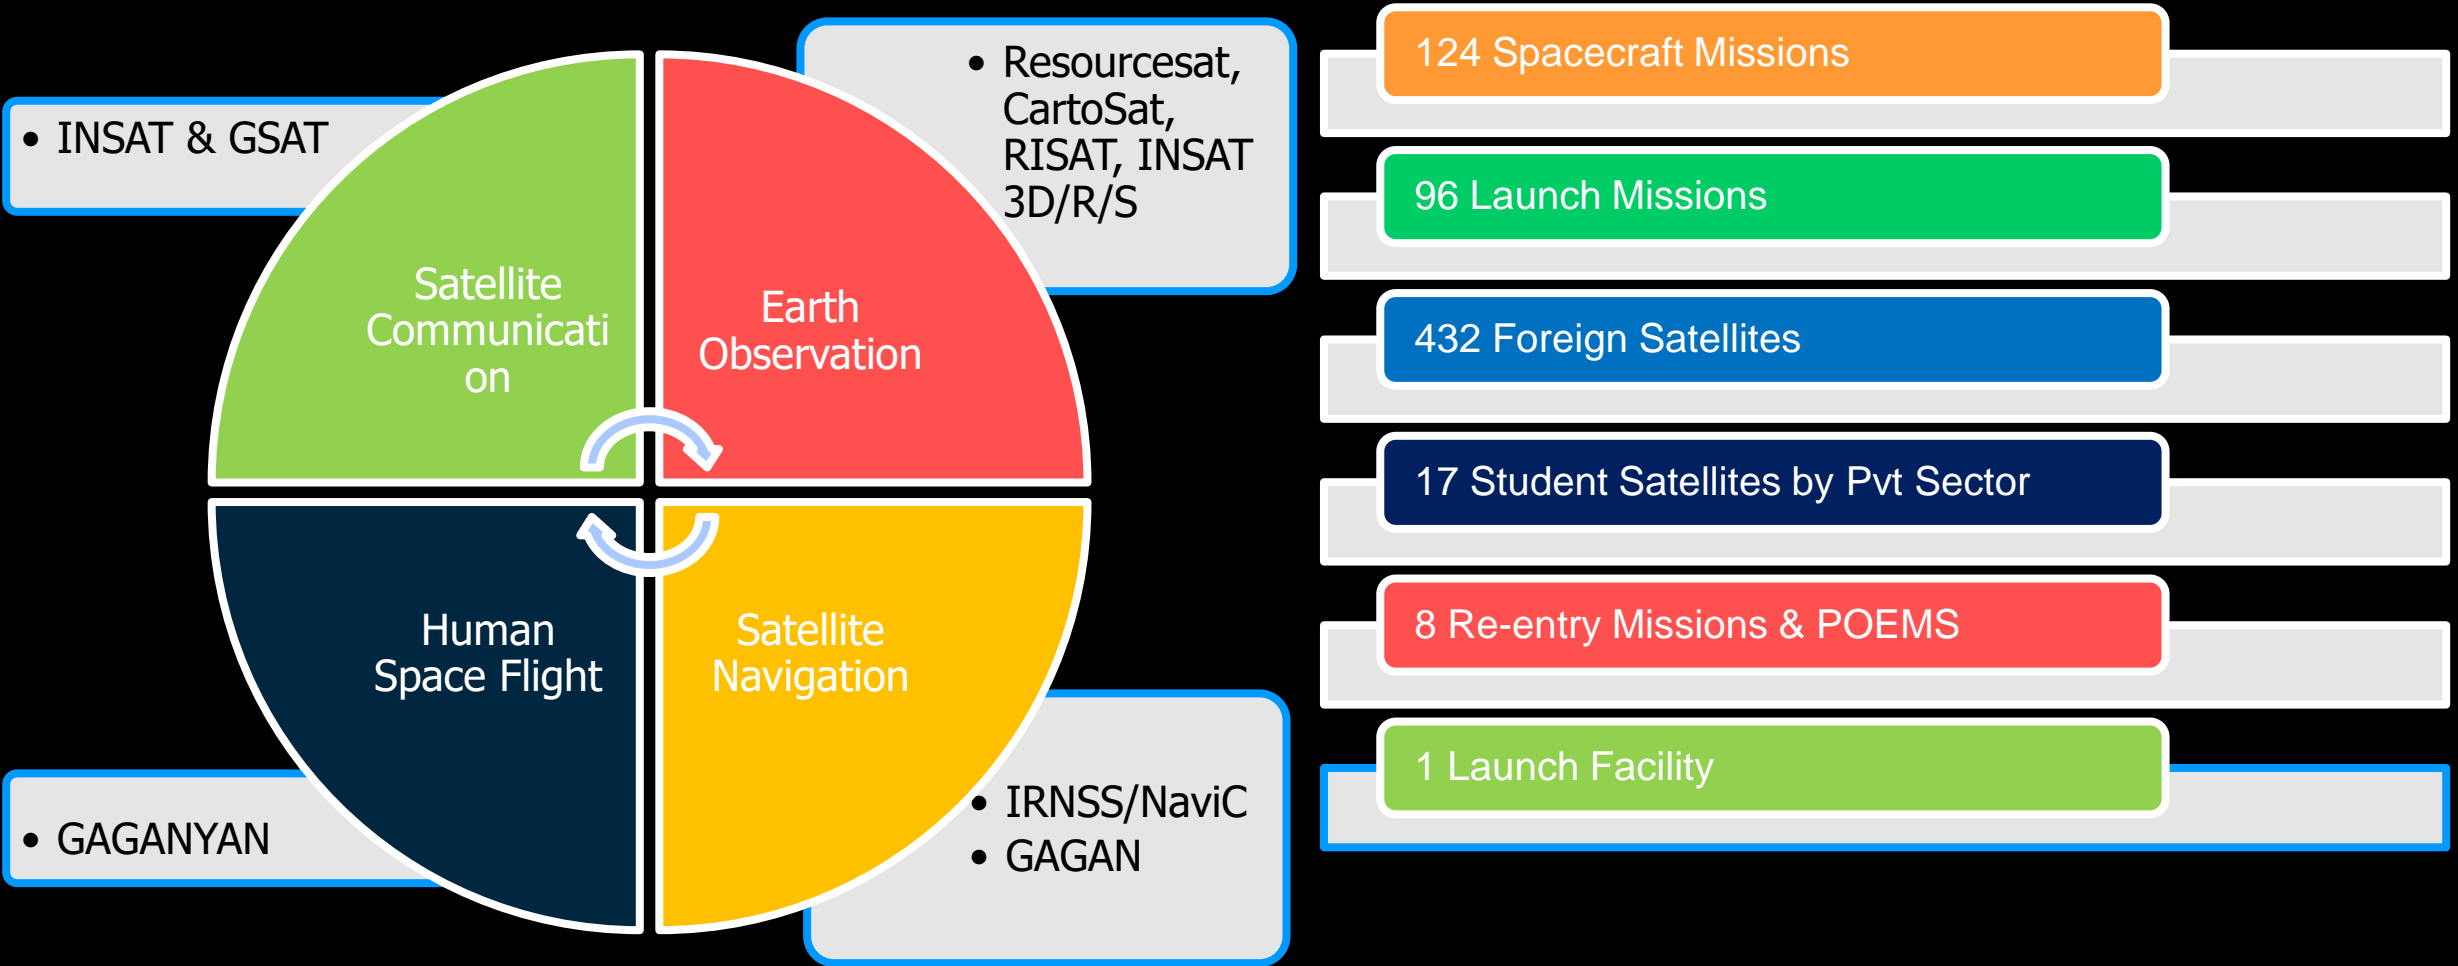 • INSAT & GSAT
• Resourcesat,
CartoSat,
RISAT, INSAT
3D/R/S
Satellite
Communicati
on
Earth
Observation
Human
Space Flight
Satellite
Navigation
• GAGANYAN
• IRNSS/NaviC
• GAGAN
124 Spacecraft Missions
96 Launch Missions
432 Foreign Satellites
17 Student Satellites by Pvt Sector
8 Re-entry Missions & POEMS
1 Launch Facility